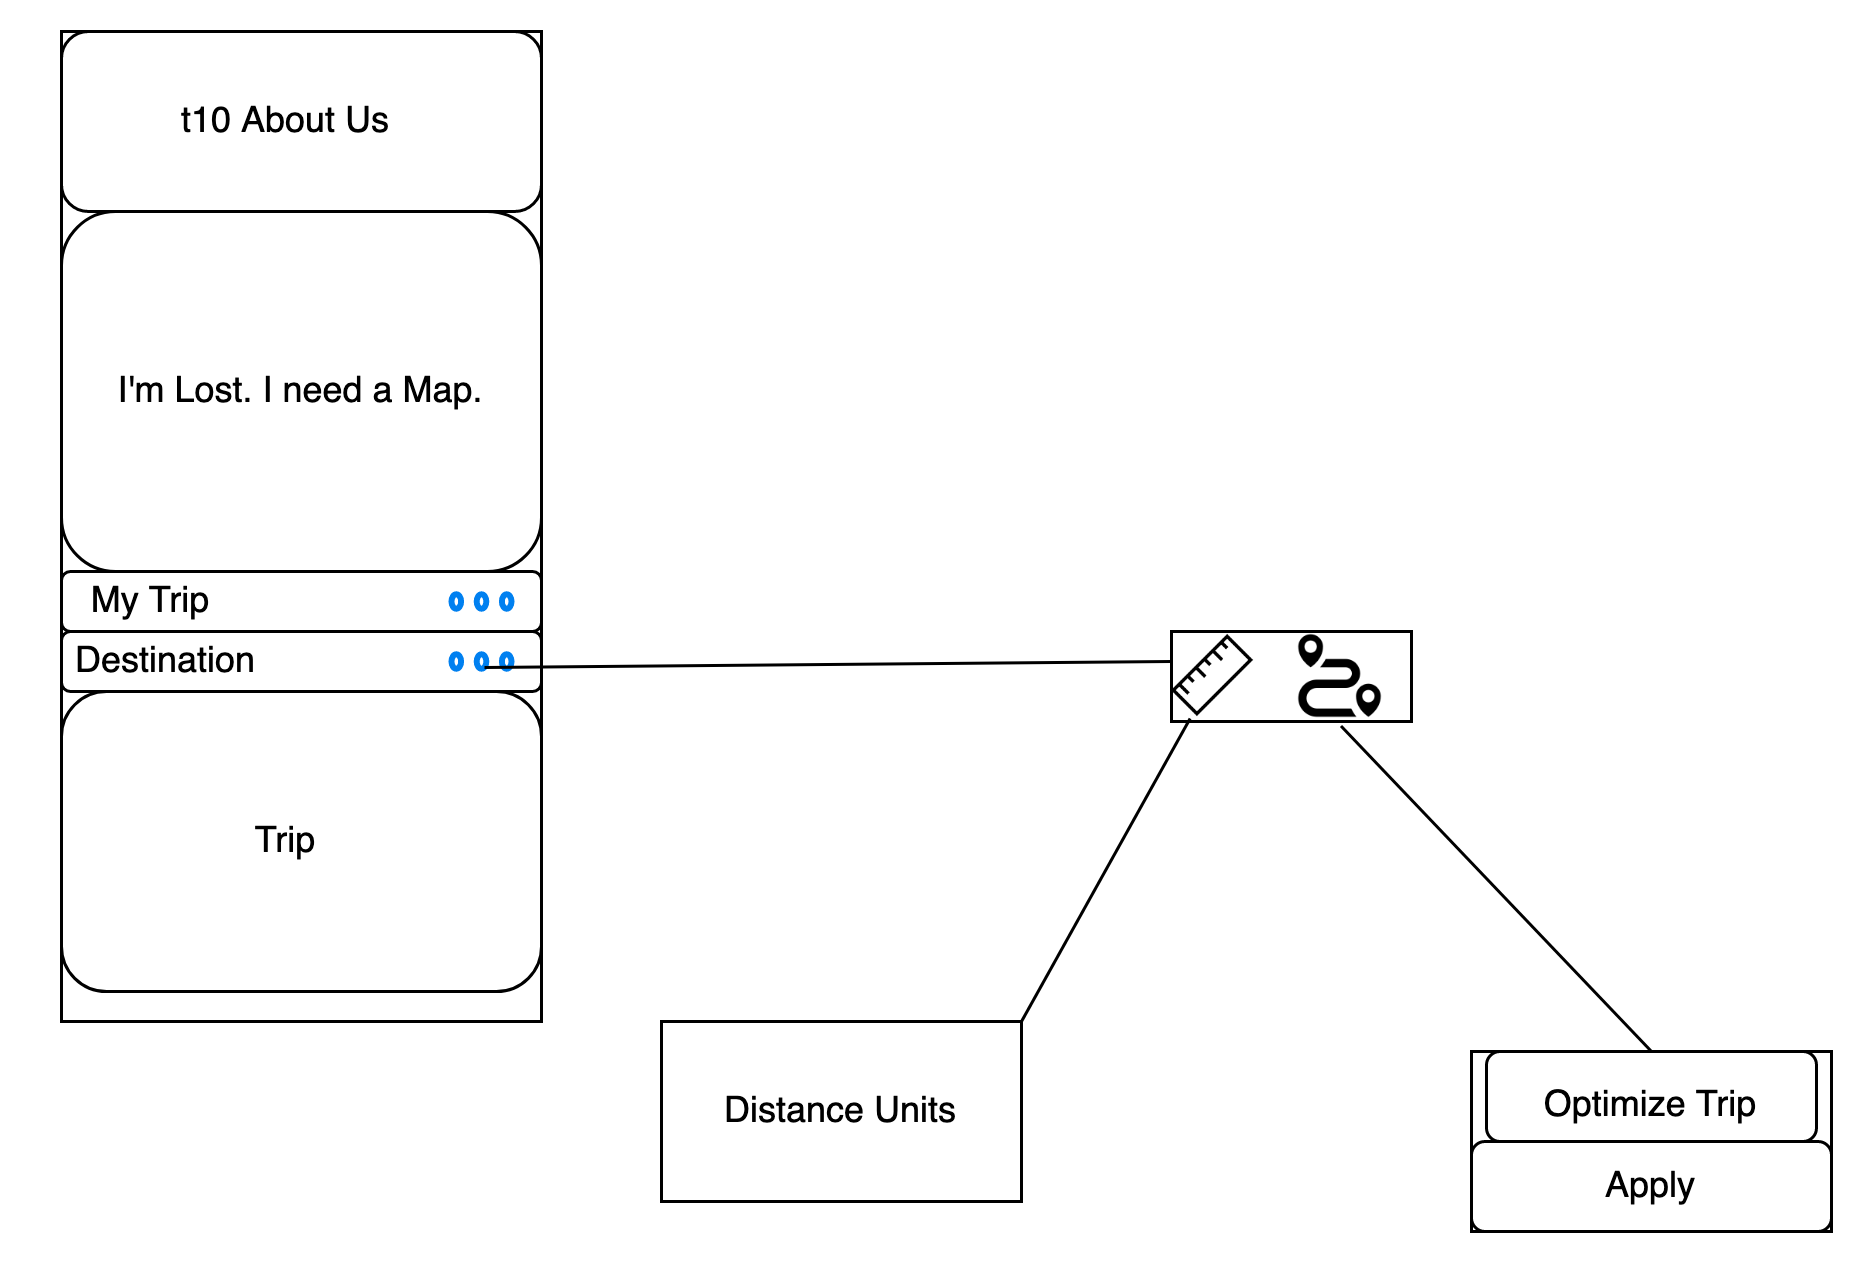 t10 About Us
I'm Lost. I need a Map.
My Trip
Destination
Trip
Distance Units
Optimize Trip
Apply